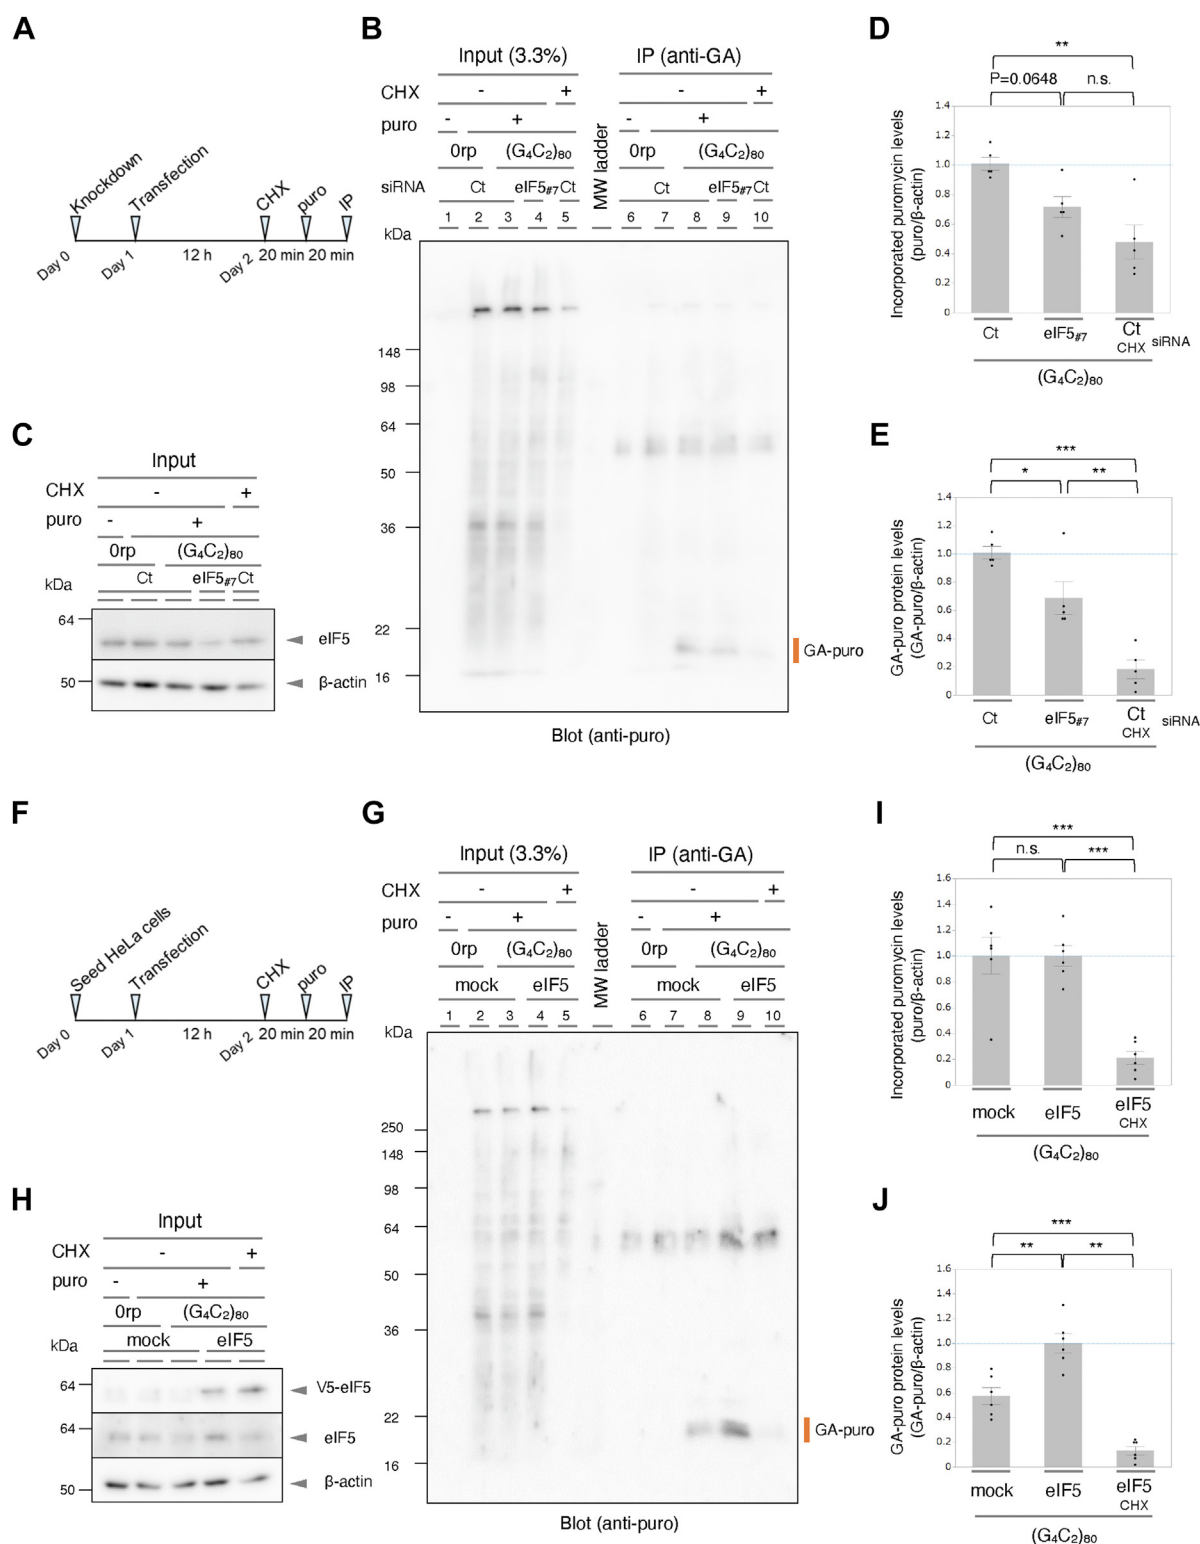 A
Knockdown
Transfection
CHX
puro
IP
Day 0
Day 1
12 h
Day 2
20 min
20 min
B
Input (3.3%)
IP (anti-GA)
CHX - + - +
puro - + - +
0rp (G₄C₂)₈₀ 0rp (G₄C₂)₈₀
siRNA Ct eIF5#7 Ct Ct eIF5#7 Ct
MW ladder
1 2 3 4 5 6 7 8 9 10
kDa
148
98
64
50
36
22
16
GA-puro
Blot (anti-puro)
C
Input
CHX - +
puro - +
0rp (G₄C₂)₈₀
kDa Ct eIF5#7 Ct
64
eIF5
50
β-actin
D
**
P=0.0648
n.s.
Incorporated puromycin levels
(puro/β-actin)
1.4
1.2
1.0
0.8
0.6
0.4
0.2
0
Ct eIF5#7 Ct siRNA
CHX
(G₄C₂)₈₀
E
***
* **
GA-puro protein levels
(GA-puro/β-actin)
1.4
1.2
1.0
0.8
0.6
0.4
0.2
0
Ct eIF5#7 Ct siRNA
CHX
(G₄C₂)₈₀
F
Seed HeLa cells
Transfection
CHX
puro
IP
Day 0
Day 1
12 h
Day 2
20 min
20 min
G
Input (3.3%)
IP (anti-GA)
CHX - + - +
puro - + - +
0rp (G₄C₂)₈₀ 0rp (G₄C₂)₈₀
mock eIF5 mock eIF5
MW ladder
1 2 3 4 5 6 7 8 9 10
kDa
250
148
98
64
50
36
22
16
GA-puro
Blot (anti-puro)
H
Input
CHX - +
puro - +
0rp (G₄C₂)₈₀
kDa mock eIF5
64
V5-eIF5
64
eIF5
50
β-actin
I
***
n.s. ***
Incorporated puromycin levels
(puro/β-actin)
1.6
1.4
1.2
1.0
0.8
0.6
0.4
0.2
0
mock eIF5 eIF5
CHX
(G₄C₂)₈₀
J
***
** **
GA-puro protein levels
(GA-puro/β-actin)
1.6
1.4
1.2
1.0
0.8
0.6
0.4
0.2
0
mock eIF5 eIF5
CHX
(G₄C₂)₈₀